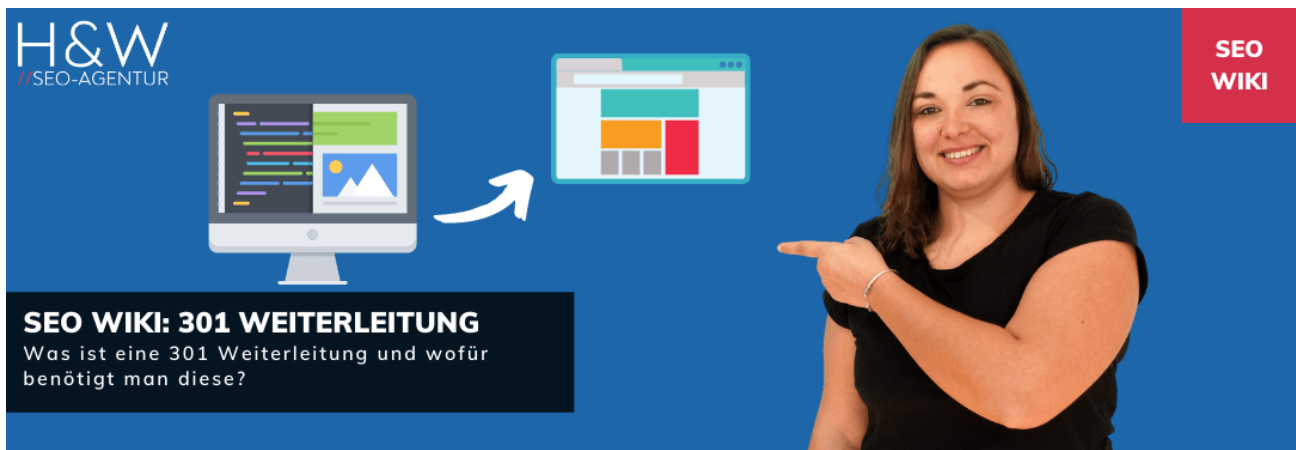 H&W
//SEO-AGENTUR
SEO
WIKI
SEO WIKI: 301 WEITERLEITUNG
Was ist eine 301 Weiterleitung und wofür
benötigt man diese?